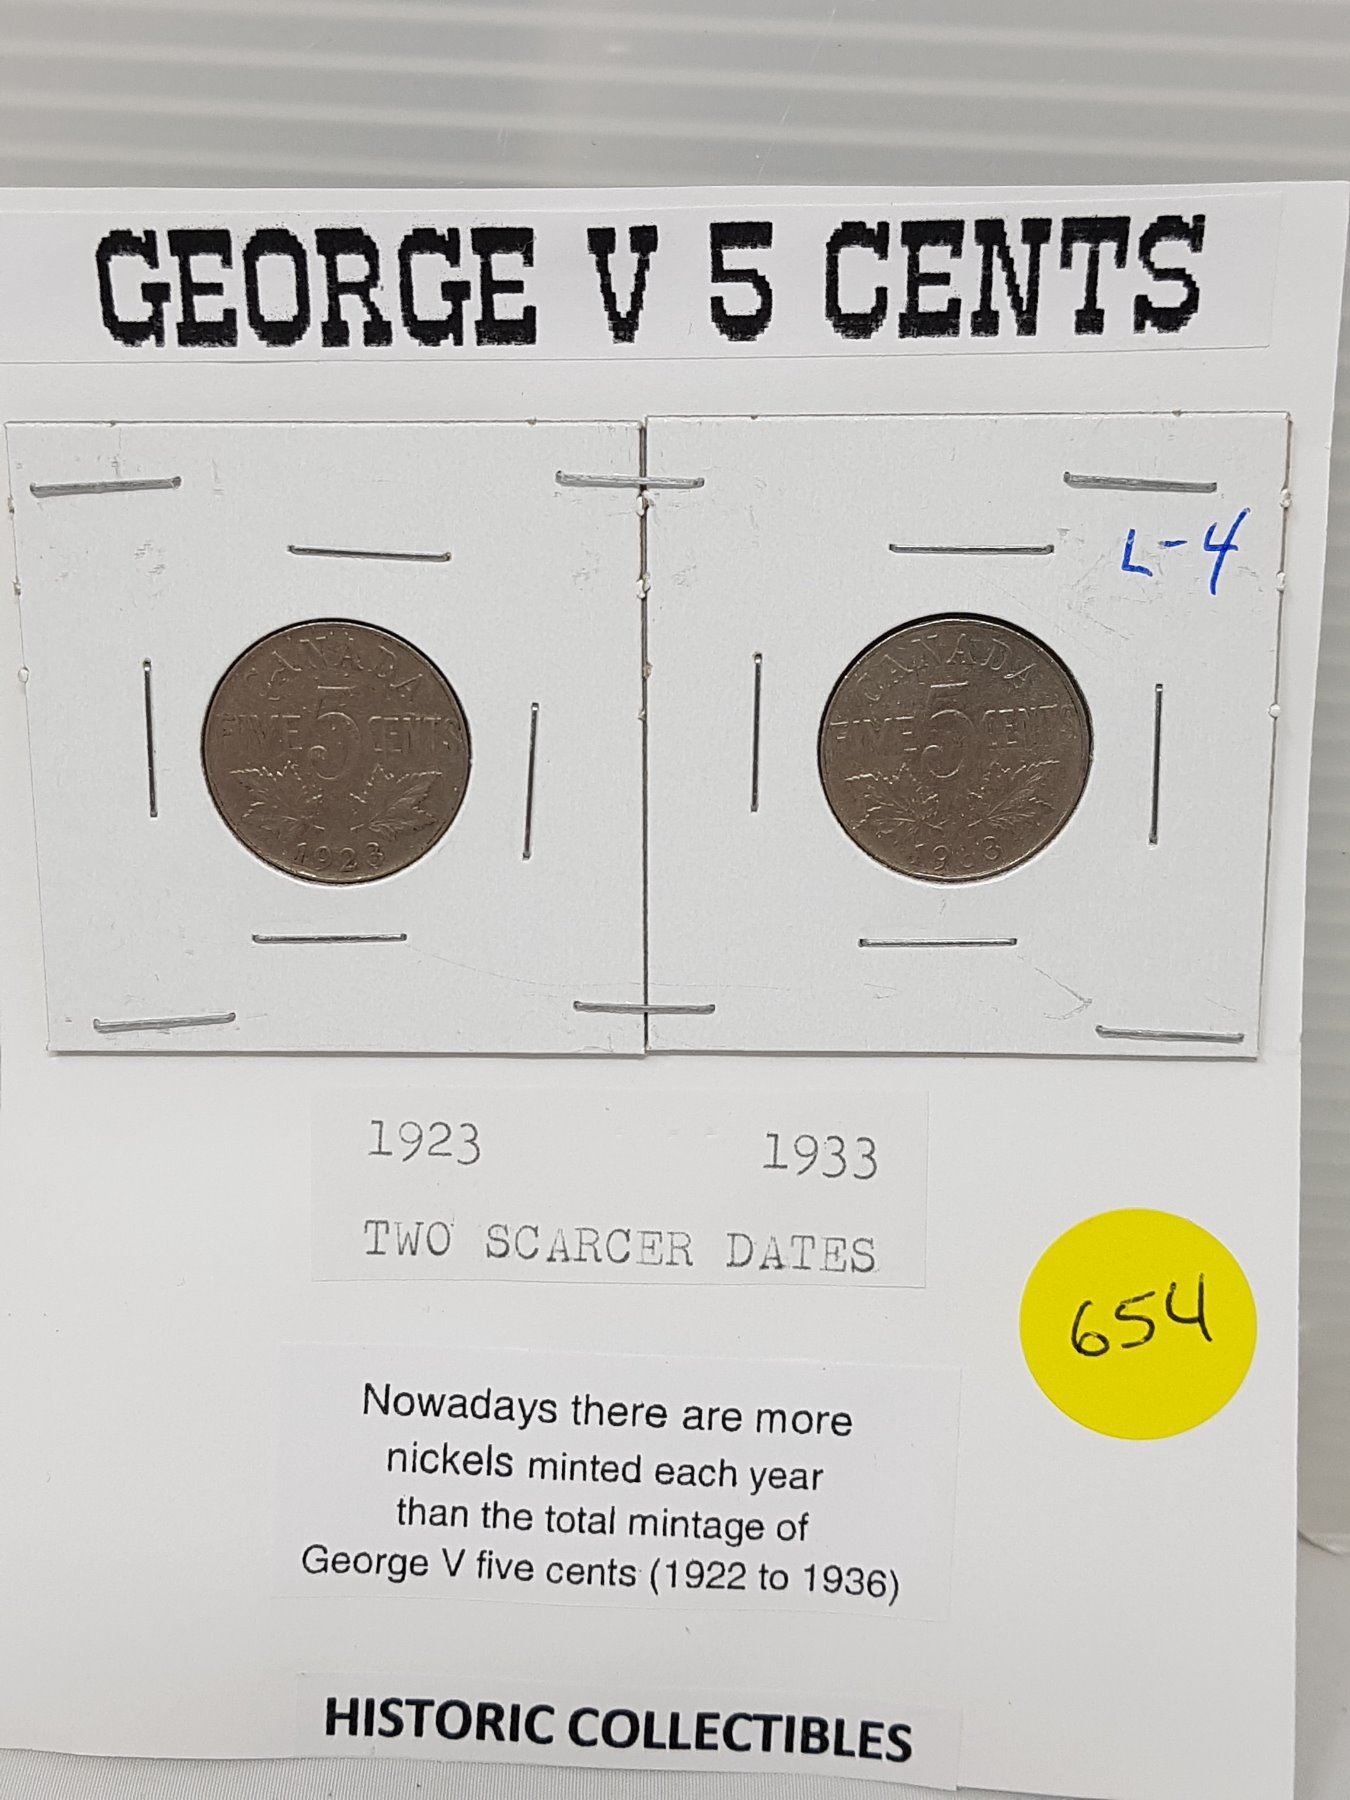 GEORGE V 5 CENTS
L-4
CANADA
FIVE 5 CENTS
1923
CANADA
FIVE 5 CENTS
1933
1923 1933
TWO SCARCER DATES
654
Nowadays there are more
nickels minted each year
than the total mintage of
George V five cents (1922 to 1936)
HISTORIC COLLECTIBLES